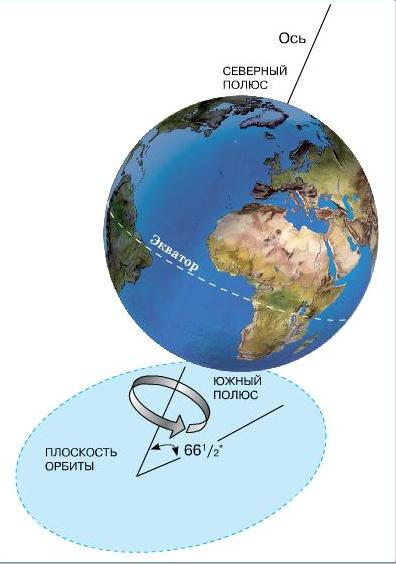 Ось
СЕВЕРНЫЙ
ПОЛЮС
Экватор
ЮЖНЫЙ
ПОЛЮС
ПЛОСКОСТЬ
ОРБИТЫ
66¹/₂°